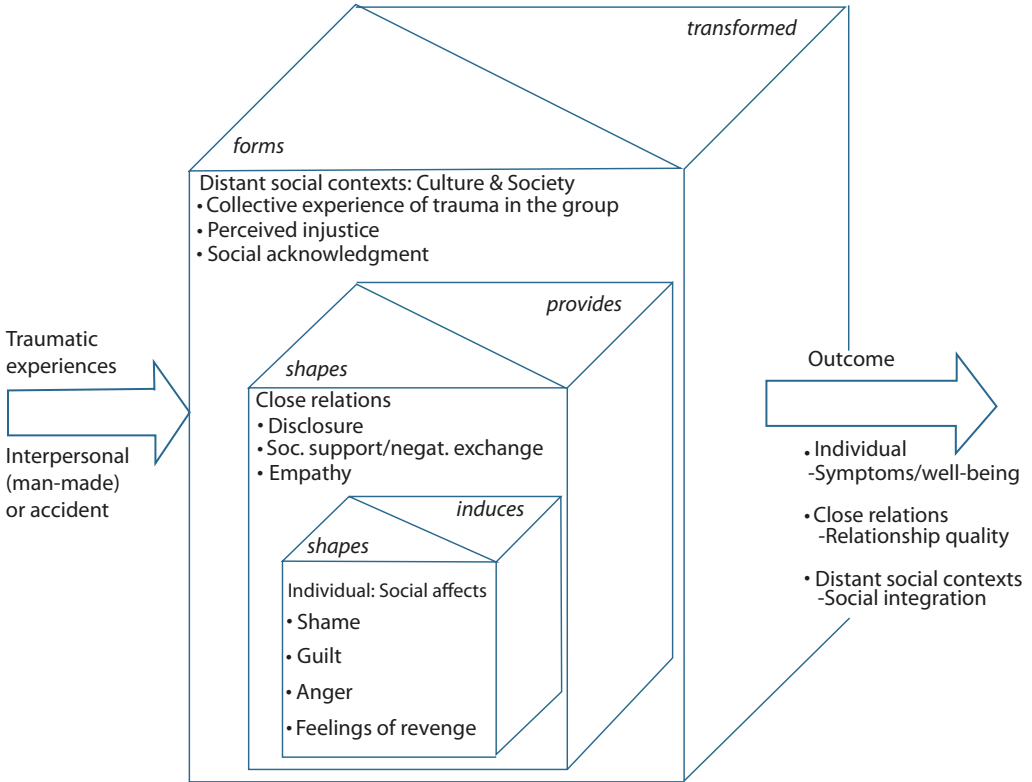 transformed
forms
Distant social contexts: Culture & Society
• Collective experience of trauma in the group
• Perceived injustice
• Social acknowledgment
provides
shapes
Close relations
• Disclosure
• Soc. support/negat. exchange
• Empathy
induces
shapes
Individual: Social affects
• Shame
• Guilt
• Anger
• Feelings of revenge
Traumatic
experiences
Interpersonal
(man-made)
or accident
Outcome
• Individual
-Symptoms/well-being
• Close relations
-Relationship quality
• Distant social contexts
-Social integration